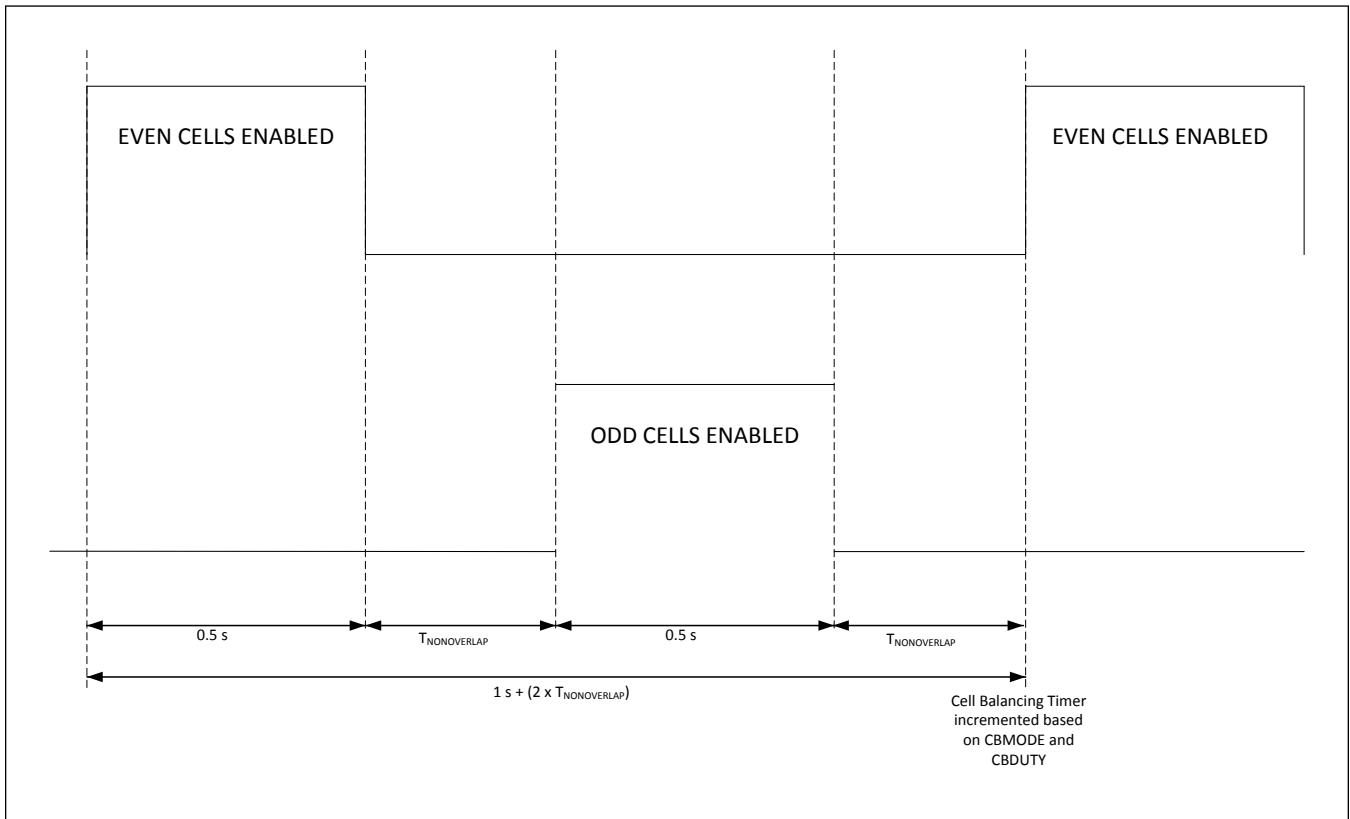 EVEN CELLS ENABLED
EVEN CELLS ENABLED
ODD CELLS ENABLED
0.5 s
TNONOVERLAP
0.5 s
TNONOVERLAP
1 s + (2 x TNONOVERLAP)
Cell Balancing Timer
incremented based
on CBMODE and
CBDUTY